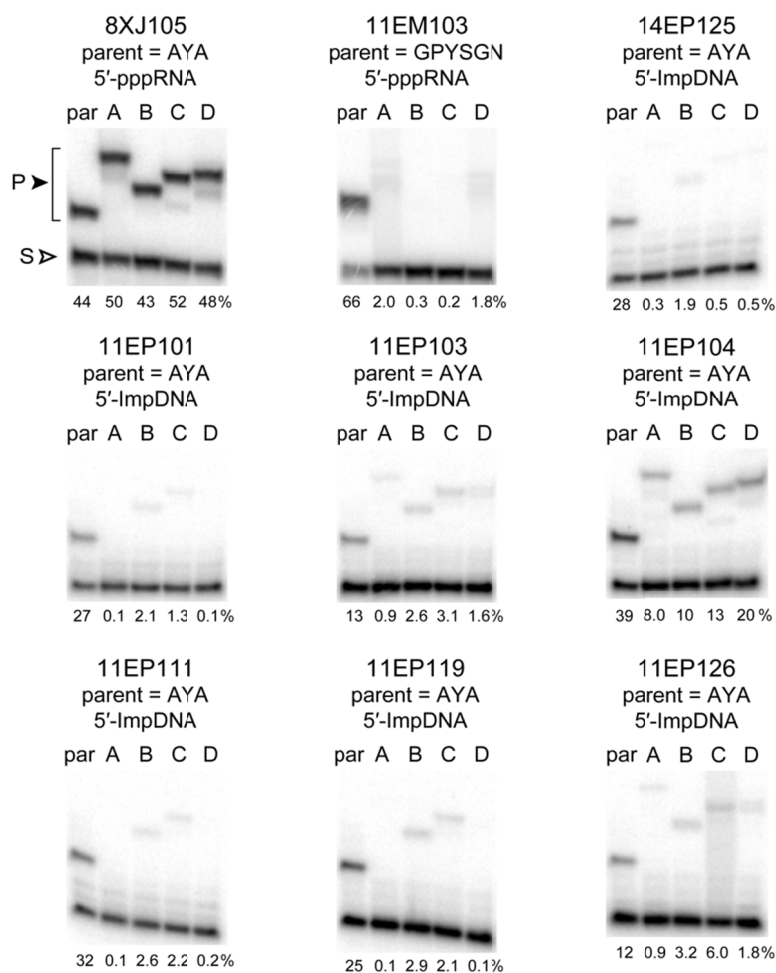 8XJ105
parent = AYA
5′-pppRNA
par A B C D
P
S
44 50 43 52 48%
11EM103
parent = GPYSGN
5′-pppRNA
par A B C D
66 2.0 0.3 0.2 1.8%
14EP125
parent = AYA
5′-ImpDNA
par A B C D
28 0.3 1.9 0.5 0.5%
11EP101
parent = AYA
5′-ImpDNA
par A B C D
27 0.1 2.1 1.3 0.1%
11EP103
parent = AYA
5′-ImpDNA
par A B C D
13 0.9 2.6 3.1 1.6%
11EP104
parent = AYA
5′-ImpDNA
par A B C D
39 8.0 10 13 20%
11EP111
parent = AYA
5′-ImpDNA
par A B C D
32 0.1 2.6 2.2 0.2%
11EP119
parent = AYA
5′-ImpDNA
par A B C D
25 0.1 2.9 2.1 0.1%
11EP126
parent = AYA
5′-ImpDNA
par A B C D
12 0.9 3.2 6.0 1.8%